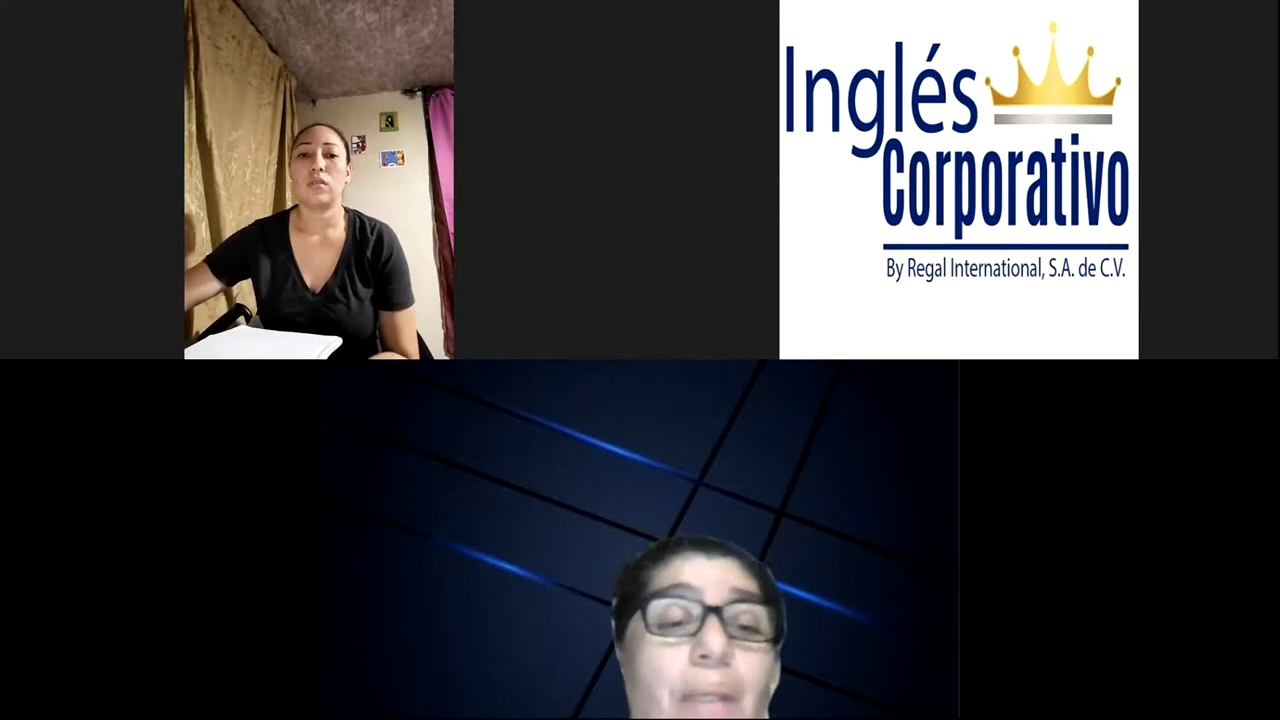 Inglés
Corporativo
By Regal International, S.A. de C.V.